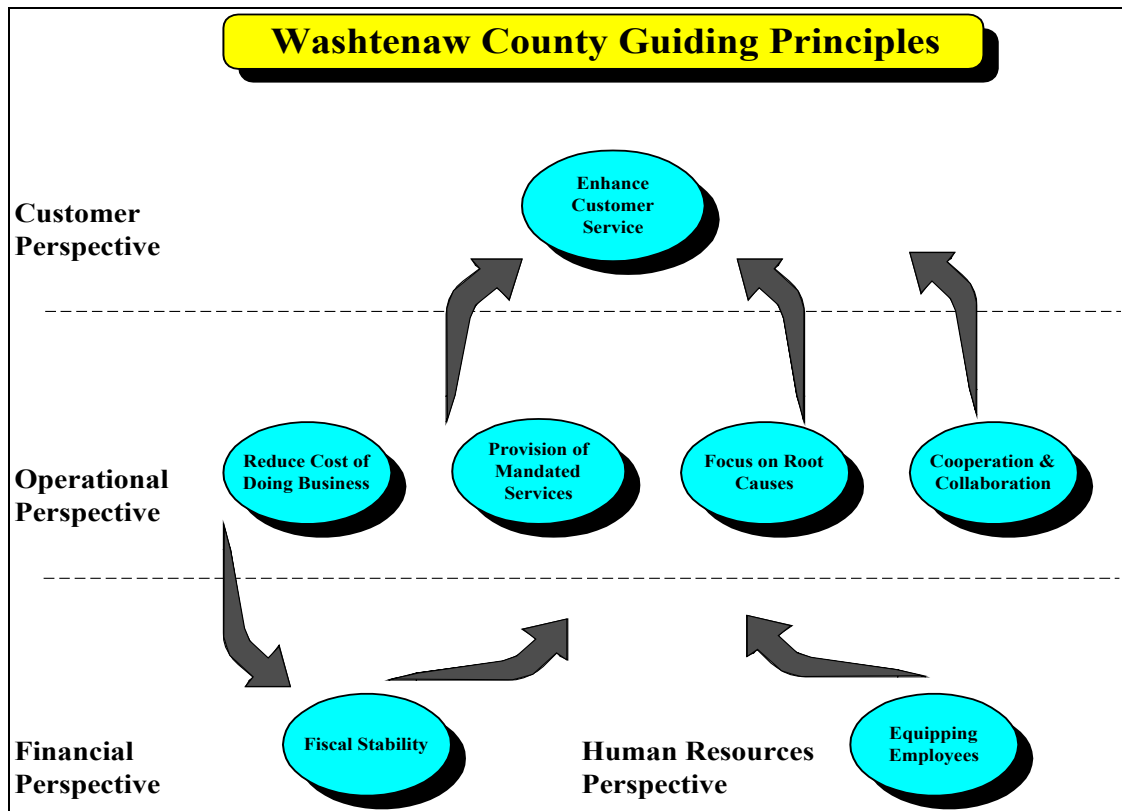 Washtenaw County Guiding Principles
Enhance
Customer
Service
Customer
Perspective
Reduce Cost of
Doing Business
Provision of
Mandated
Services
Focus on Root
Causes
Cooperation &
Collaboration
Operational
Perspective
Fiscal Stability
Equipping
Employees
Financial
Perspective
Human Resources
Perspective